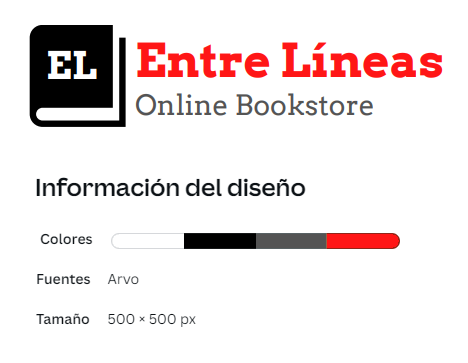 EL
Entre Líneas
Online Bookstore
Información del diseño
Colores
Fuentes Arvo
Tamaño 500 × 500 px